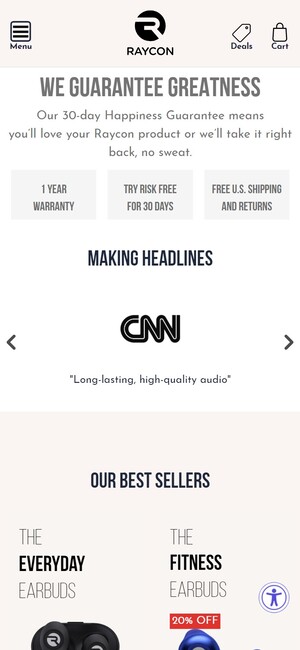 RAYCON
Menu
Deals
Cart
WE GUARANTEE GREATNESS
Our 30-day Happiness Guarantee means
you'll love your Raycon product or we'll take it right
back, no sweat.
1 YEAR
WARRANTY
TRY RISK FREE
FOR 30 DAYS
FREE U.S. SHIPPING
AND RETURNS
MAKING HEADLINES
CNN
"Long-lasting, high-quality audio"
OUR BEST SELLERS
THE
EVERYDAY
EARBUDS
THE
FITNESS
EARBUDS
20% OFF